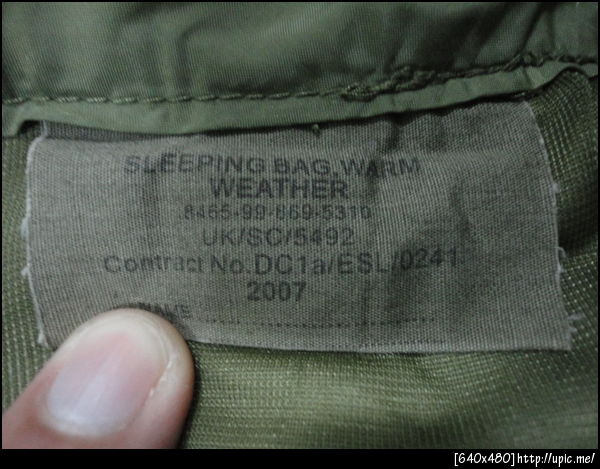 SLEEPING BAG, WARM
WEATHER
8465-99-869-5310
UK/SC/5492
Contract No.DC1a/ESL/0241
2007
NAME
[640x480]http://upic.me/